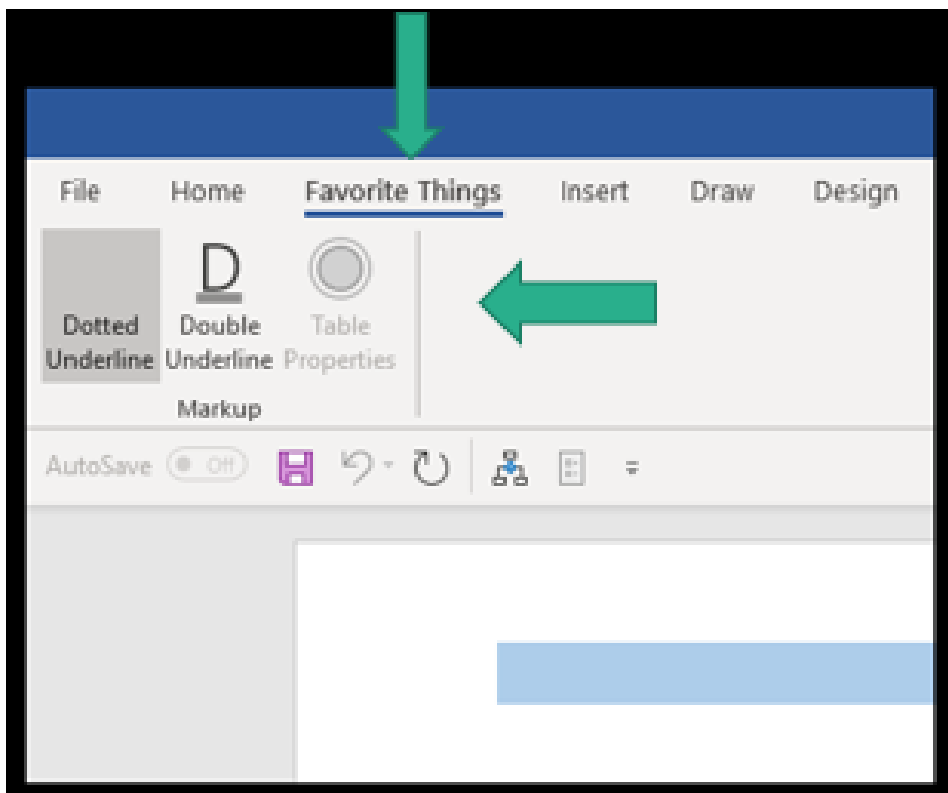 File Home Favorite Things Insert Draw Design
D
Dotted Double Table
Underline Underline Properties
Markup
AutoSave Off